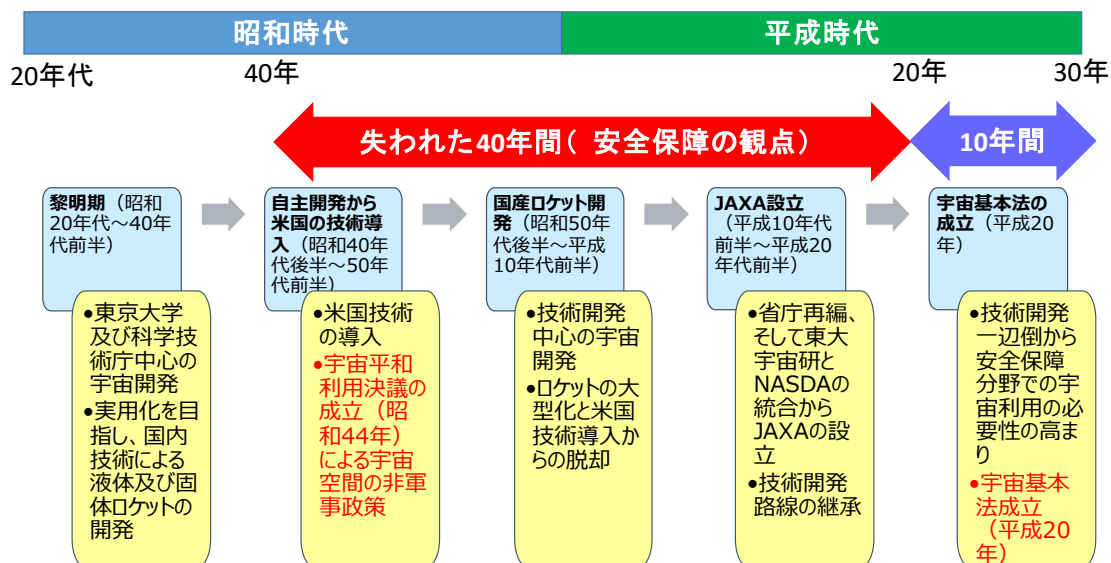 昭和時代
平成時代
20年代
40年
20年
30年
失われた40年間( 安全保障の観点)
10年間
黎明期（昭和
20年代～40年
代前半）
自主開発から
米国の技術導
入（昭和40年
代後半～50年
代前半）
国産ロケット開
発（昭和50年
代後半～平成
10年代前半）
JAXA設立
（平成10年代
前半～平成20
年代前半）
宇宙基本法の
成立（平成20
年）
●東京大学
及び科学技
術庁中心の
宇宙開発
●実用化を目
指し、国内
技術による
液体及び固
体ロケットの
開発
●米国技術
の導入
●宇宙平和
利用決議の
成立（昭
和44年）
による宇宙
空間の非軍
事政策
●技術開発
中心の宇宙
開発
●ロケットの大
型化と米国
技術導入か
らの脱却
●省庁再編、
そして東大
宇宙研と
NASDAの
統合から
JAXAの設
立
●技術開発
路線の継承
●技術開発
一辺倒から
安全保障
分野での宇
宙利用の必
要性の高ま
り
●宇宙基本
法成立
（平成20
年）